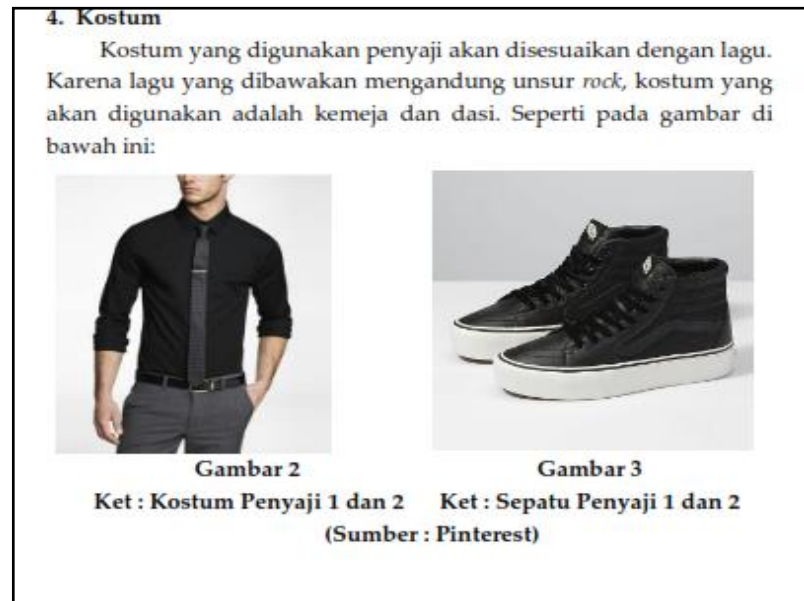 4. Kostum
Kostum yang digunakan penyaji akan disesuaikan dengan lagu.
Karena lagu yang dibawakan mengandung unsur rock, kostum yang
akan digunakan adalah kemeja dan dasi. Seperti pada gambar di
bawah ini:
Gambar 2
Gambar 3
Ket : Kostum Penyaji 1 dan 2
Ket : Sepatu Penyaji 1 dan 2
(Sumber : Pinterest)